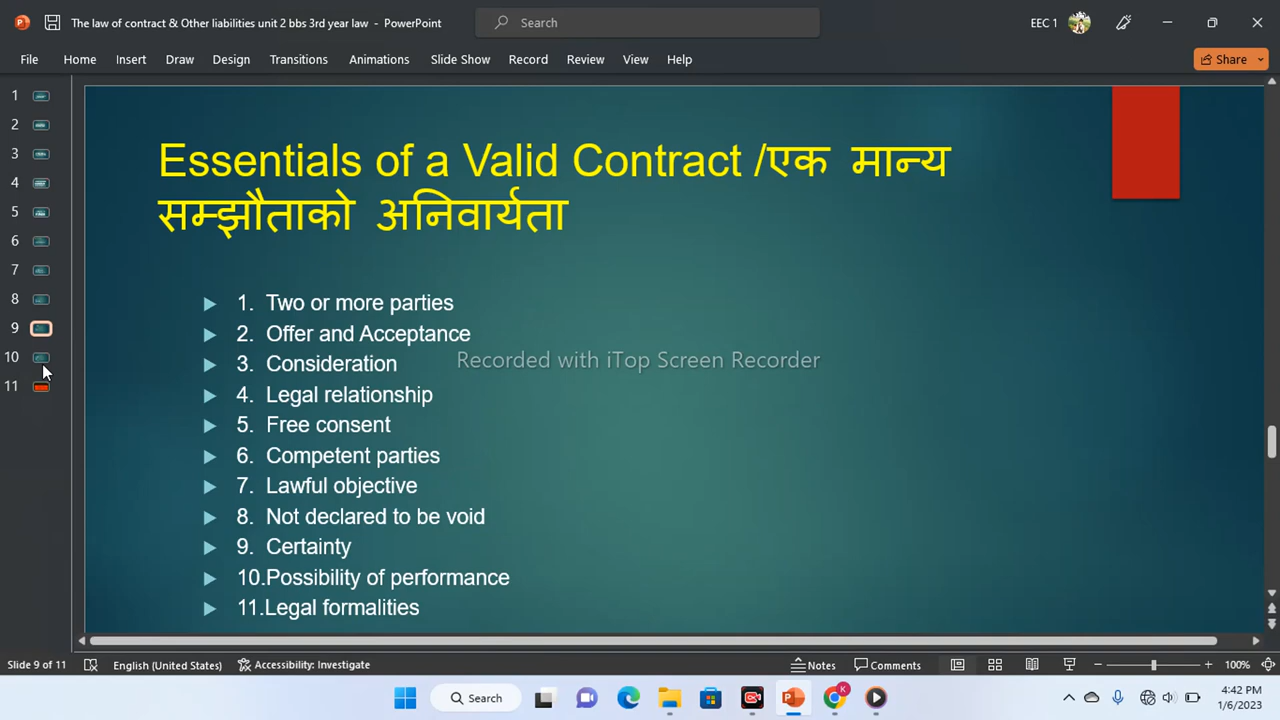 The law of contract & Other liabilities unit 2 bbs 3rd year law - PowerPoint
Search
EEC 1
File Home Insert Draw Design Slide Show Transitions Animations Slide Show Record Review View Help
Share
1
2
3
4
5
6
7
8
9
10
11
Essentials of a Valid Contract /एक मान्य
सम्झौताको अनिवार्यता
1. Two or more parties
2. Offer and Acceptance
3. Consideration
4. Legal relationship
5. Free consent
6. Competent parties
7. Lawful objective
8. Not declared to be void
9. Certainty
10.Possibility of performance
11.Legal formalities
Recorded with iTop Screen Recorder
Slide 9 of 11 English (United States) Accessibility: Investigate Notes Comments 100%
Search
K
4:42 PM
1/6/2023